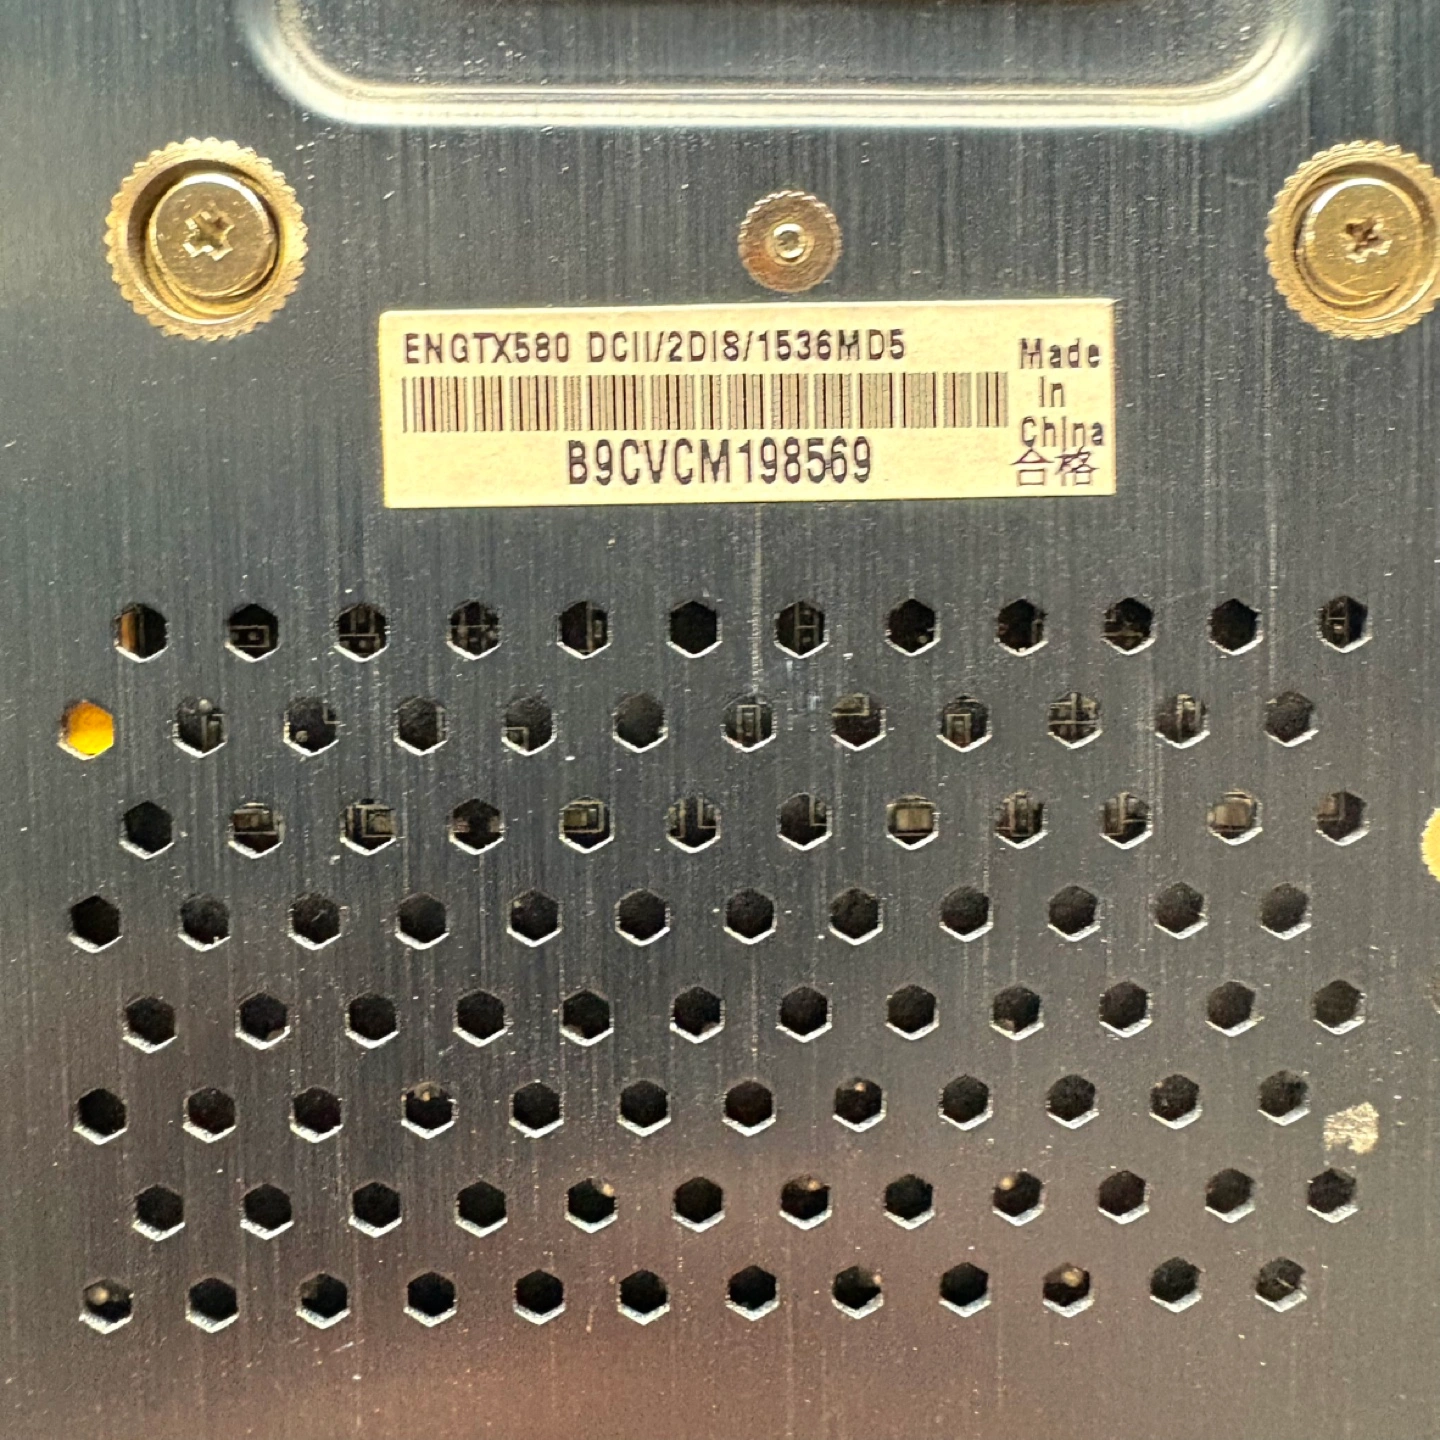 ENGTX580 DCII/2DI8/1536MD5
B9CVCM198569
Made
In
China
合格